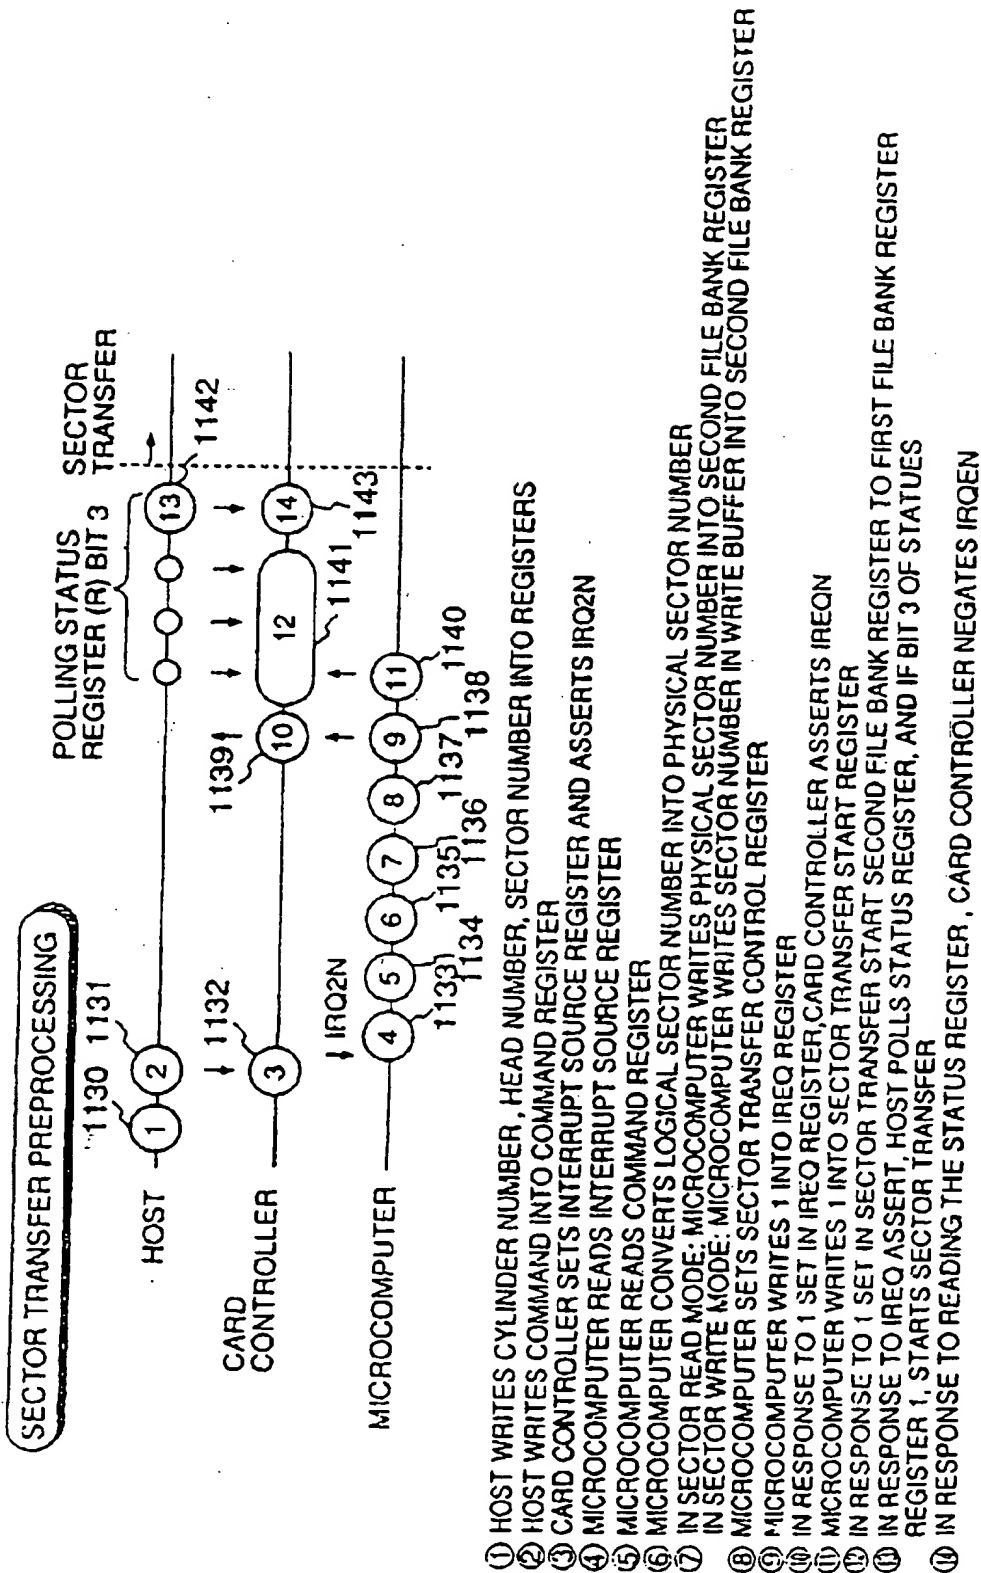 SECTOR TRANSFER PREPROCESSING
POLLING STATUS
REGISTER (R) BIT 3
SECTOR
TRANSFER
1130
1131
1142
HOST
1
2
13
1132
1139
1141
1143
CARD
CONTROLLER
3
10
12
14
IRQ2N
MICROCOMPUTER
4
5
6
7
8
9
11
1133
1134
1135
1136
1137
1138
1140
① HOST WRITES CYLINDER NUMBER , HEAD NUMBER, SECTOR NUMBER INTO REGISTERS
② HOST WRITES COMMAND INTO COMMAND REGISTER
③ CARD CONTROLLER SETS INTERRUPT SOURCE REGISTER AND ASSERTS IRQ2N
④ MICROCOMPUTER READS INTERRUPT SOURCE REGISTER
⑤ MICROCOMPUTER READS COMMAND REGISTER
⑥ MICROCOMPUTER CONVERTS LOGICAL SECTOR NUMBER INTO PHYSICAL SECTOR NUMBER
⑦ IN SECTOR READ MODE: MICROCOMPUTER WRITES PHYSICAL SECTOR NUMBER INTO SECOND FILE BANK REGISTER
IN SECTOR WRITE MODE: MICROCOMPUTER WRITES SECTOR NUMBER IN WRITE BUFFER INTO SECOND FILE BANK REGISTER
⑧ MICROCOMPUTER SETS SECTOR TRANSFER CONTROL REGISTER
⑨ MICROCOMPUTER WRITES 1 INTO IREQ REGISTER
⑩ IN RESPONSE TO 1 SET IN IREQ REGISTER,CARD CONTROLLER ASSERTS IREQN
⑪ MICROCOMPUTER WRITES 1 INTO SECTOR TRANSFER START REGISTER
⑫ IN RESPONSE TO 1 SET IN SECTOR TRANSFER START SECOND FILE BANK REGISTER TO FIRST FILE BANK REGISTER
⑬ IN RESPONSE TO IREQ ASSERT, HOST POLLS STATUS REGISTER, AND IF BIT 3 OF STATUES
REGISTER 1, STARTS SECTOR TRANSFER
⑭ IN RESPONSE TO READING THE STATUS REGISTER , CARD CONTROLLER NEGATES IRQEN